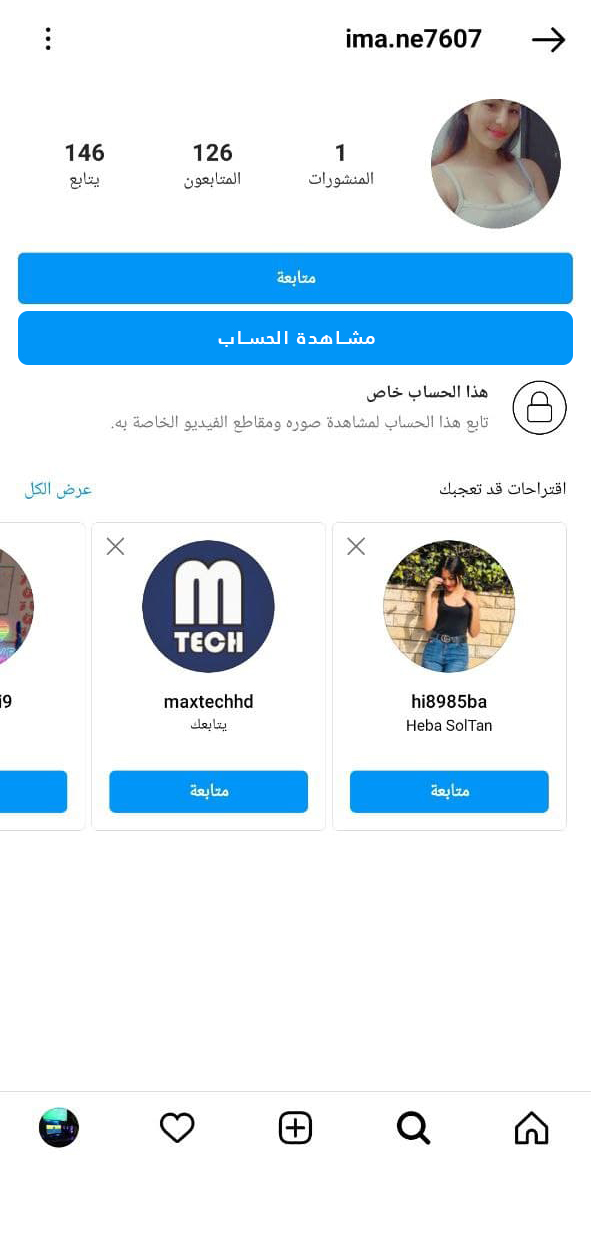 ima.ne7607
1 126 146
المنشورات المتابعون يتابع
متابعة
مشاهدة الحساب
هذا الحساب خاص
تابع هذا الحساب لمشاهدة صوره ومقاطع الفيديو الخاصة به.
اقتراحات قد تعجبك عرض الكل
M
TECH
hi8985ba maxtechhd i9
Heba SolTan يتابعك
متابعة متابعة